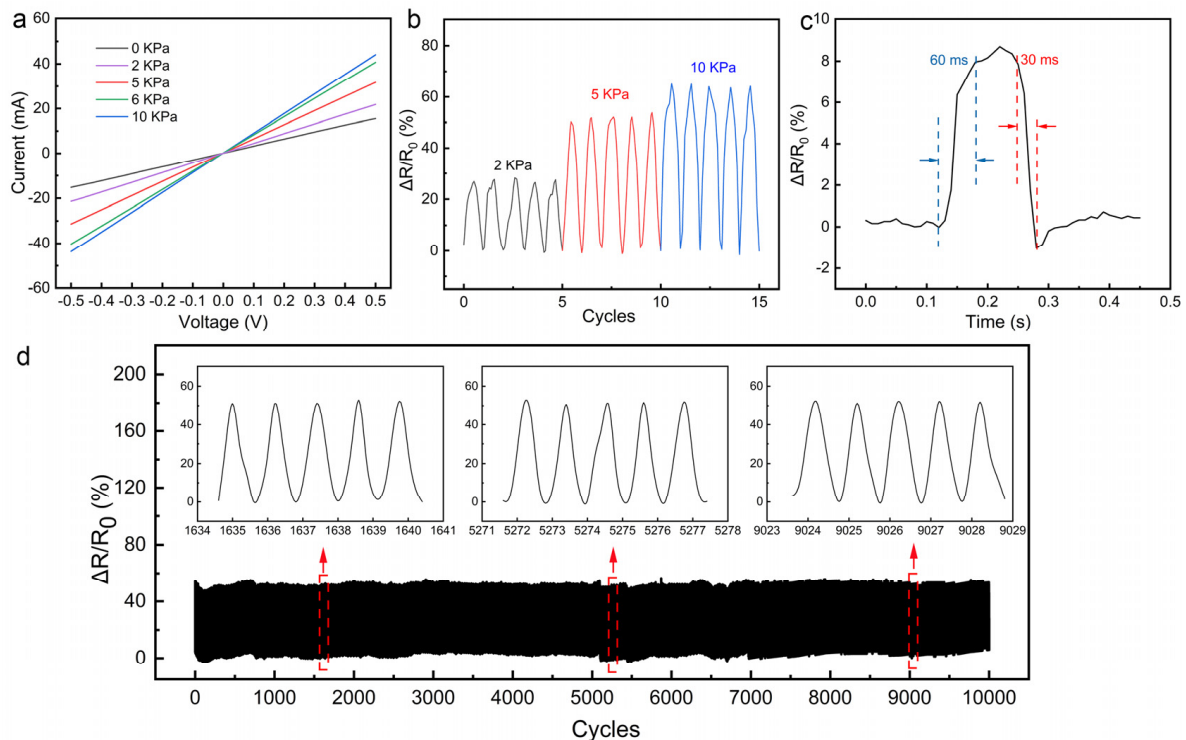 a
60
40
20
0
-20
-40
-60
Current (mA)
0 KPa
2 KPa
5 KPa
6 KPa
10 KPa
-0.5 -0.4 -0.3 -0.2 -0.1 0.0 0.1 0.2 0.3 0.4 0.5
Voltage (V)
b
80
60
40
20
0
ΔR/R0 (%)
2 KPa
5 KPa
10 KPa
0 5 10 15
Cycles
c
10
8
6
4
2
0
-2
ΔR/R0 (%)
60 ms
30 ms
0.0 0.1 0.2 0.3 0.4 0.5
Time (s)
d
200
160
120
80
40
0
ΔR/R0 (%)
60
40
20
0
1634 1635 1636 1637 1638 1639 1640 1641
60
40
20
0
5271 5272 5273 5274 5275 5276 5277 5278
60
40
20
0
9023 9024 9025 9026 9027 9028 9029
0 1000 2000 3000 4000 5000 6000 7000 8000 9000 10000
Cycles